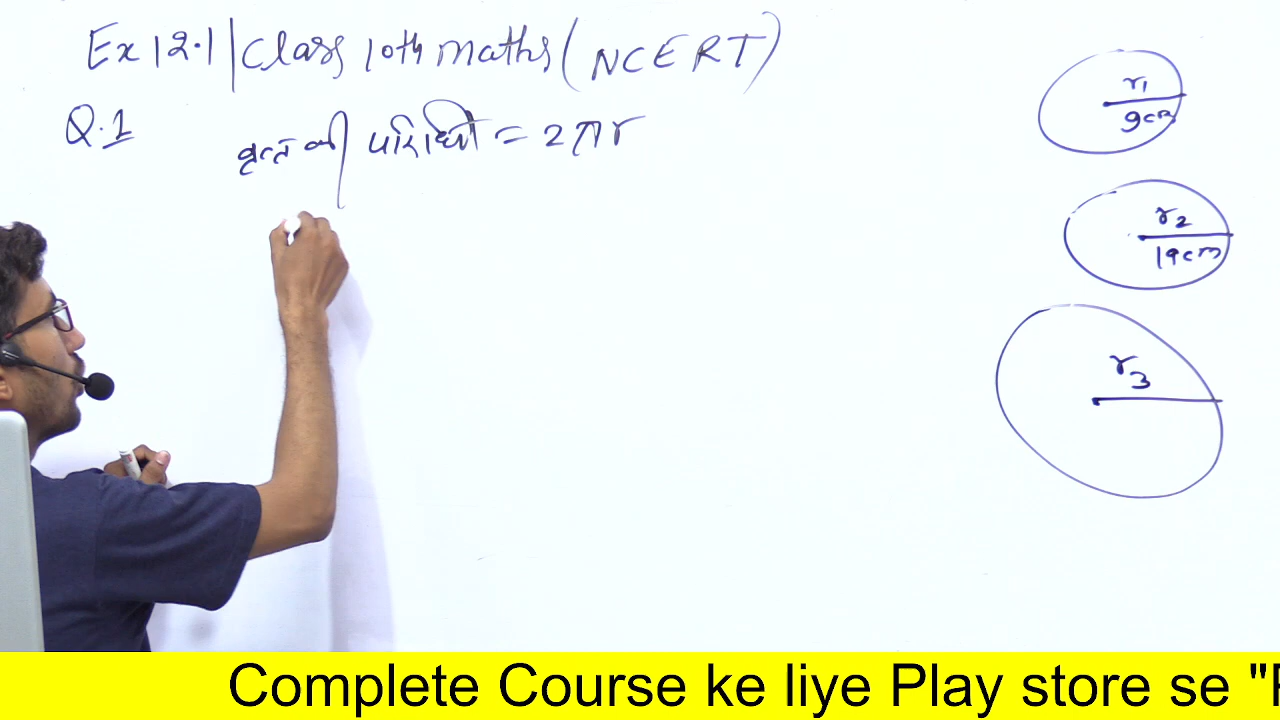 Ex 12.1 | Class 10th maths (NCERT)
Q.1
वृत्त की परिधी = 2πr
r1
9cm
r2
19cm
r3
Complete Course ke liye Play store se "